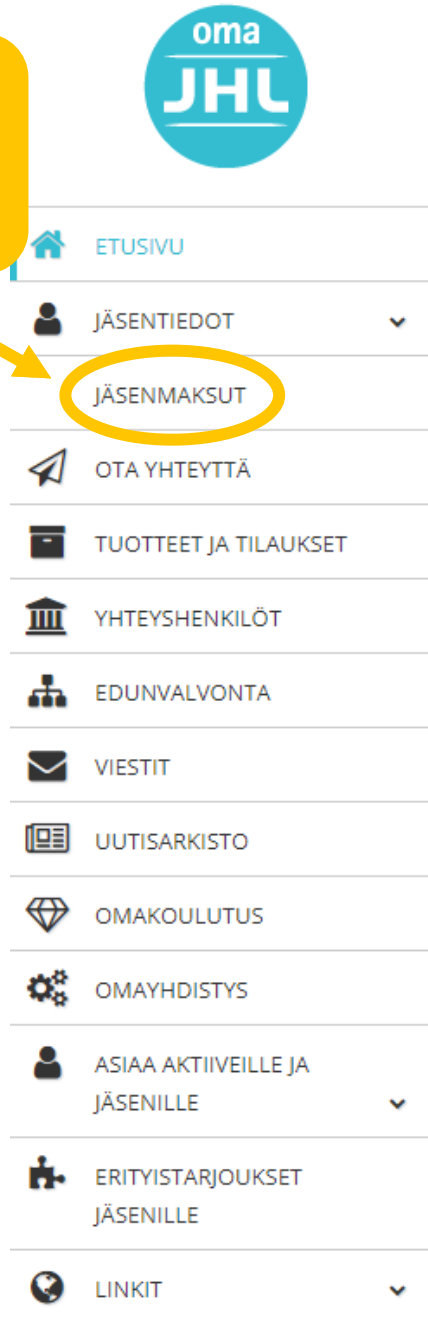 oma
JHL
ETUSIVU
JÄSENTIEDOT
JÄSENMAKSUT
OTA YHTEYTTÄ
TUOTTEET JA TILAUKSET
YHTEYSHENKILÖT
EDUNVALVONTA
VIESTIT
UUTISARKISTO
OMAKOULUTUS
OMAYHDISTYS
ASIAA AKTIIVEILLE JA
JÄSENILLE
ERITYISTARJOUKSET
JÄSENILLE
LINKIT